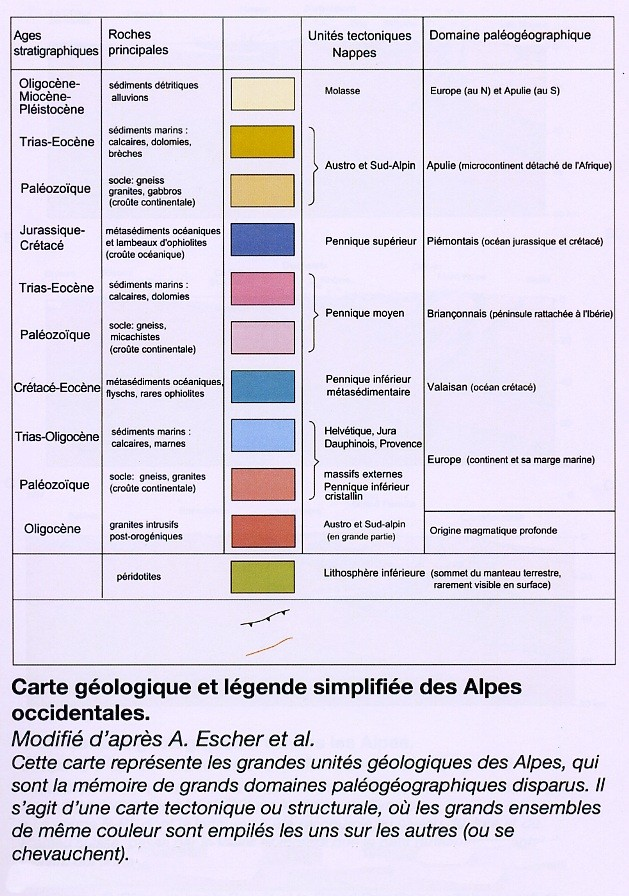 Ages stratigraphiques | Roches principales | Unités tectoniques Nappes | Domaine paléogéographique
Oligocène-Miocène-Pléistocène | sédiments détritiques alluvions | Molasse | Europe (au N) et Apulie (au S)
Trias-Eocène | sédiments marins : calcaires, dolomies, brèches | Austro et Sud-Alpin | Apulie (microcontinent détaché de l'Afrique)
Paléozoïque | socle: gneiss granites, gabbros (croûte continentale)
Jurassique-Crétacé | métasédiments océaniques et lambeaux d'ophiolites (croûte océanique) | Pennique supérieur | Piémontais (océan jurassique et crétacé)
Trias-Eocène | sédiments marins : calcaires, dolomies | Pennique moyen | Briançonnais (péninsule rattachée à l'Ibérie)
Paléozoïque | socle: gneiss, micachistes (croûte continentale)
Crétacé-Eocène | métasédiments océaniques, flyschs, rares ophiolites | Pennique inférieur métasédimentaire | Valaisan (océan crétacé)
Trias-Oligocène | sédiments marins : calcaires, marnes | Helvétique, Jura Dauphinois, Provence | Europe (continent et sa marge marine)
Paléozoïque | socle: gneiss, granites (croûte continentale) | massifs externes Pennique inférieur cristallin
Oligocène | granites intrusifs post-orogéniques | Austro et Sud-alpin (en grande partie) | Origine magmatique profonde
péridotites | Lithosphère inférieure (sommet du manteau terrestre, rarement visible en surface)
Carte géologique et légende simplifiée des Alpes
occidentales.
Modifié d'après A. Escher et al.
Cette carte représente les grandes unités géologiques des Alpes, qui
sont la mémoire de grands domaines paléogéographiques disparus. Il
s'agit d'une carte tectonique ou structurale, où les grands ensembles
de même couleur sont empilés les uns sur les autres (ou se
chevauchent).